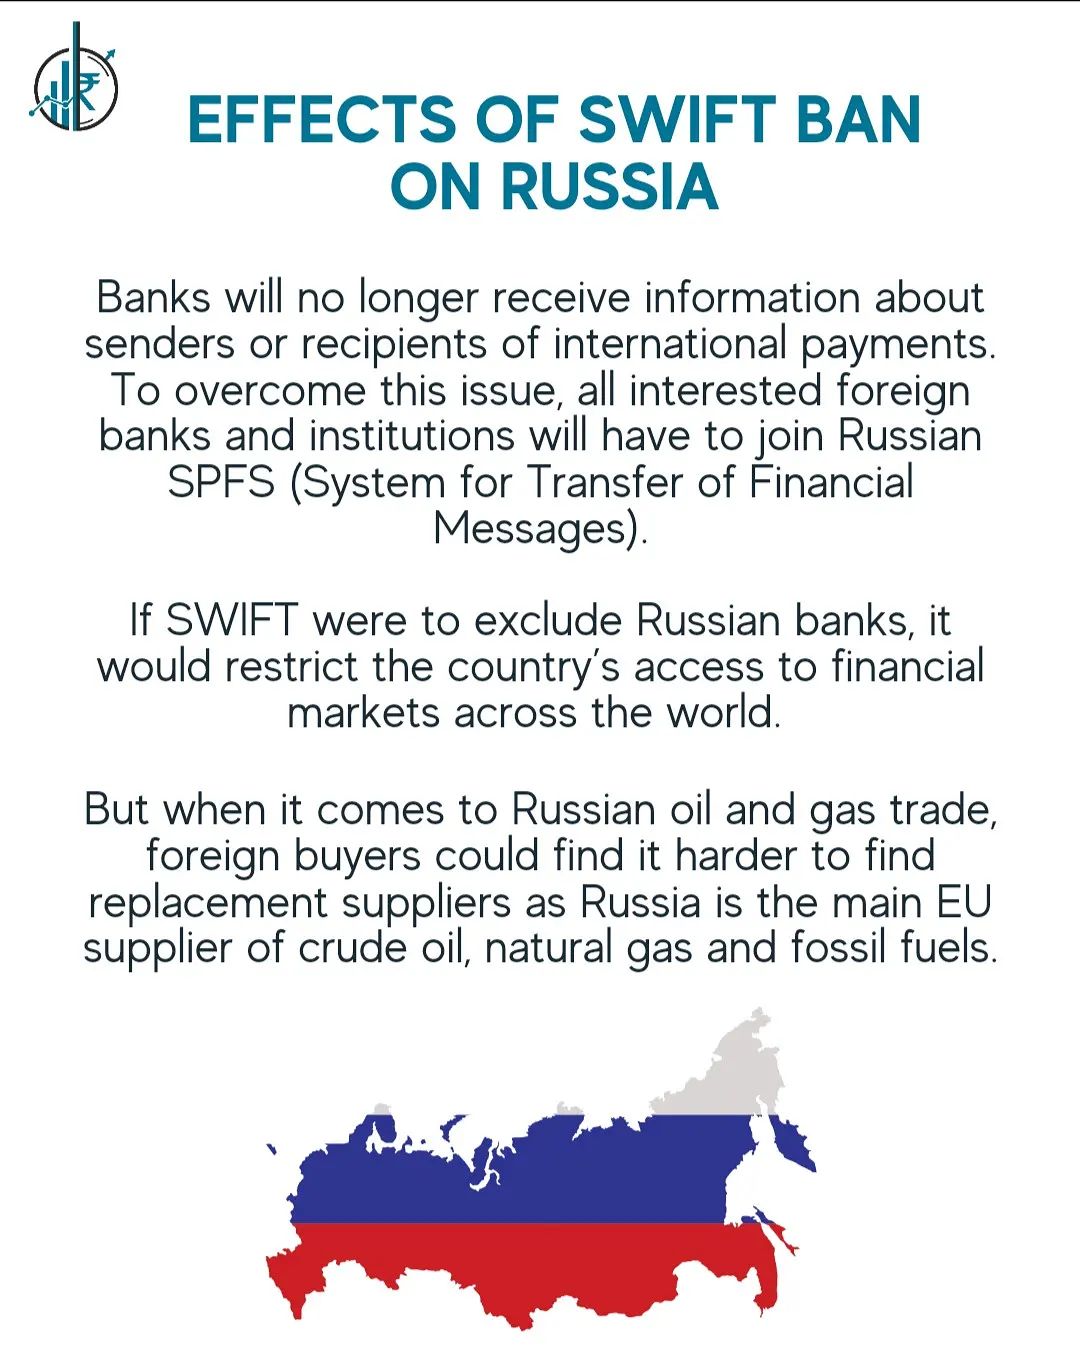 EFFECTS OF SWIFT BAN
ON RUSSIA
Banks will no longer receive information about
senders or recipients of international payments.
To overcome this issue, all interested foreign
banks and institutions will have to join Russian
SPFS (System for Transfer of Financial
Messages).
If SWIFT were to exclude Russian banks, it
would restrict the country's access to financial
markets across the world.
But when it comes to Russian oil and gas trade,
foreign buyers could find it harder to find
replacement suppliers as Russia is the main EU
supplier of crude oil, natural gas and fossil fuels.